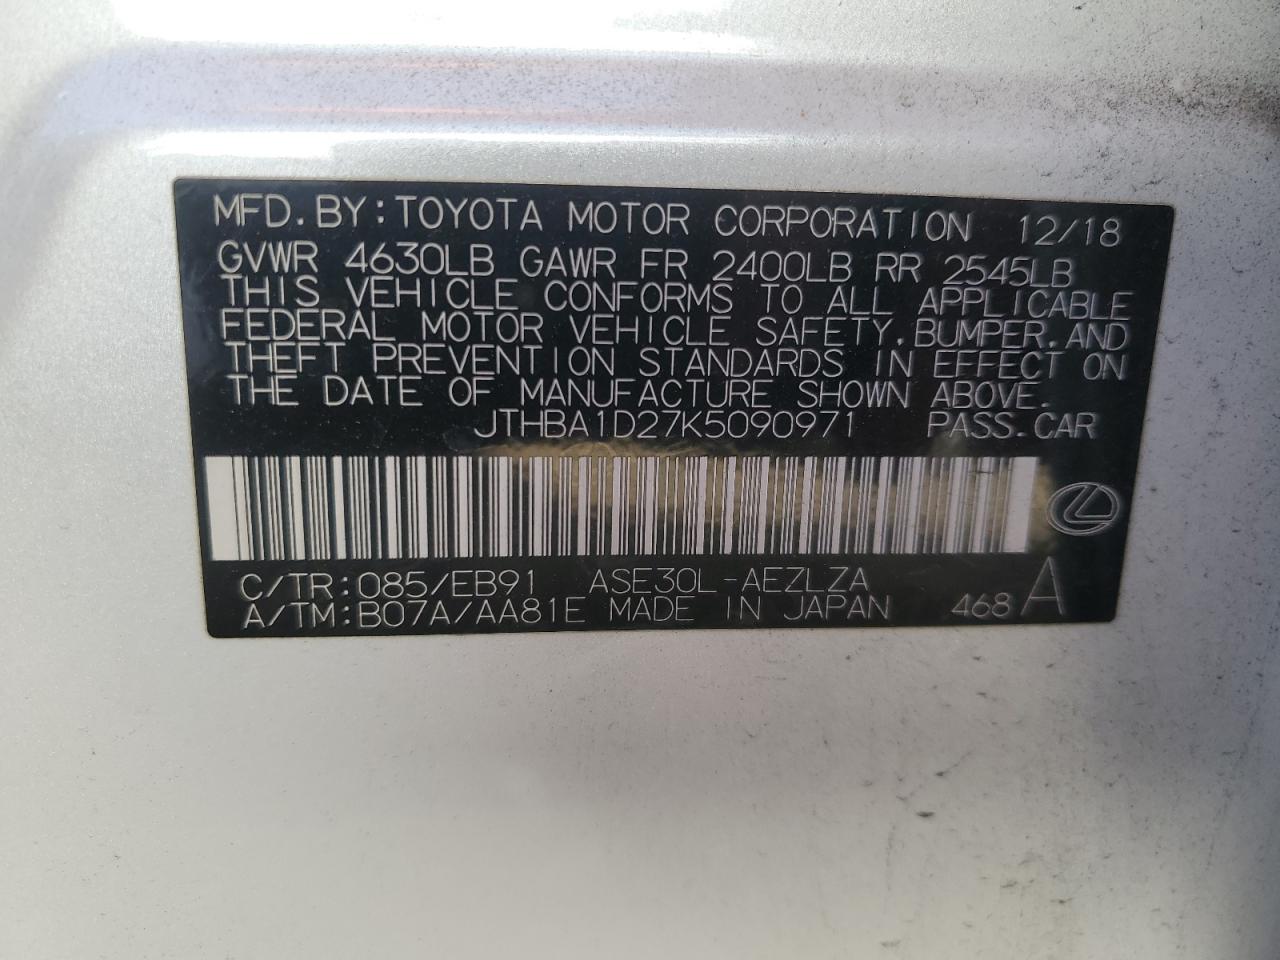 MFD.BY:TOYOTA MOTOR CORPORATION 12/18
GVWR 4630LB GAWR FR 2400LB RR 2545LB
THIS VEHICLE CONFORMS TO ALL APPLICABLE
FEDERAL MOTOR VEHICLE SAFETY,BUMPER,AND
THEFT PREVENTION STANDARDS IN EFFECT ON
THE DATE OF MANUFACTURE SHOWN ABOVE.
JTHBA1D27K5090971 PASS.CAR
C/TR:085/EB91 ASE30L-AEZLZA
A/TM:B07A/AA81E MADE IN JAPAN 468 A